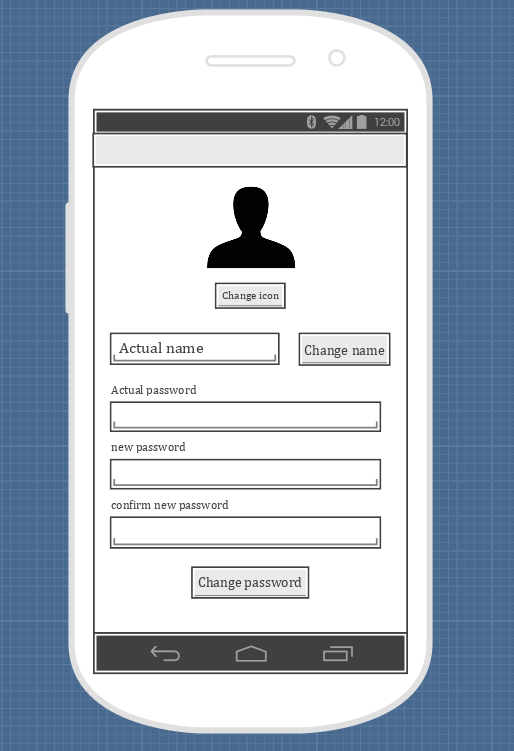 12:00
Change icon
Actual name
Change name
Actual password
new password
confirm new password
Change password